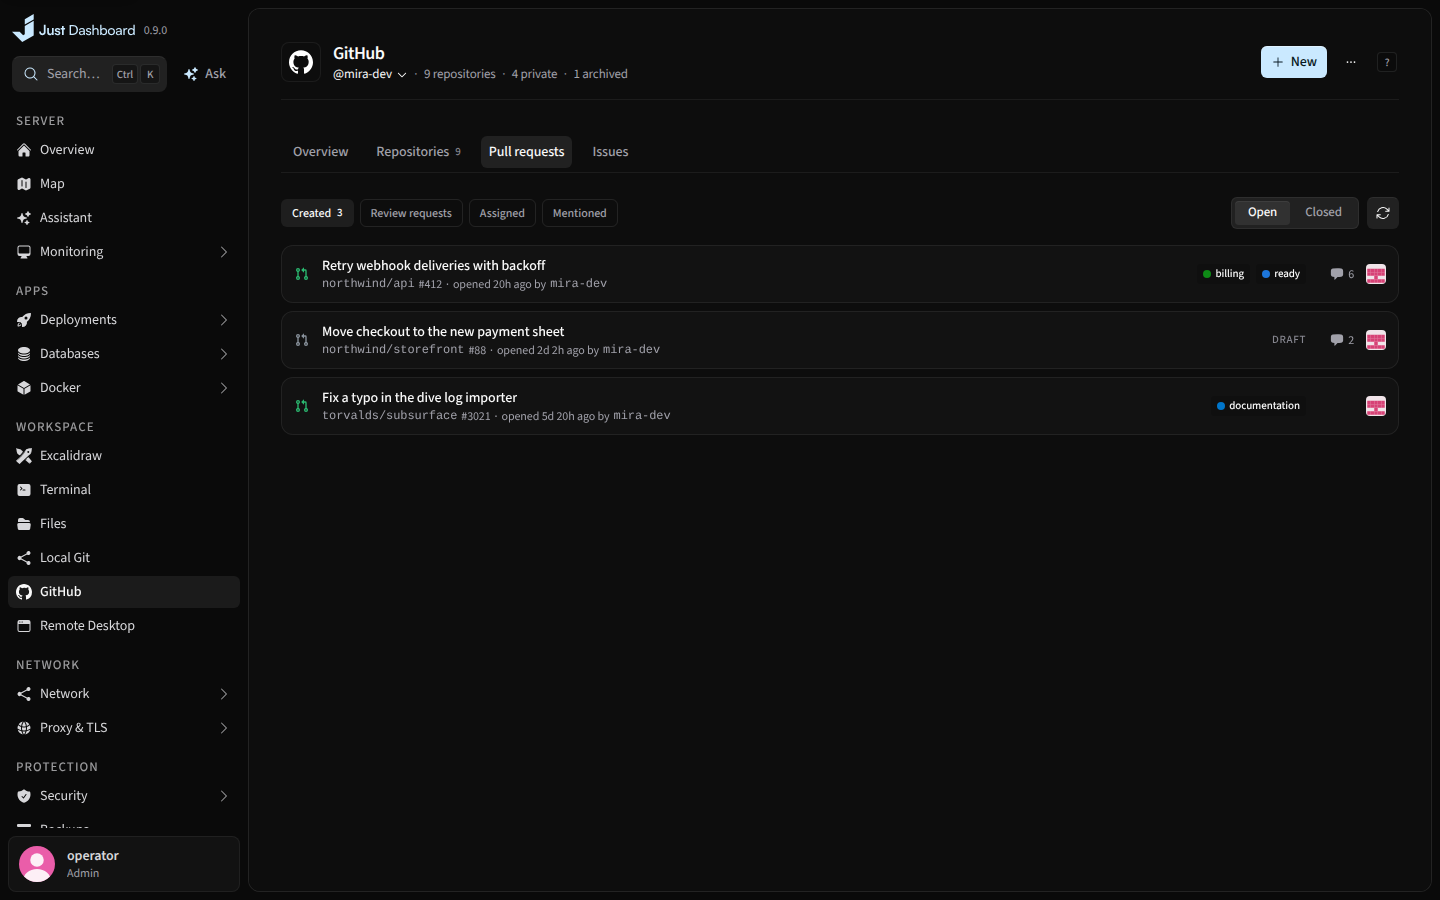 Just Dashboard 0.9.0
Search... Ctrl K Ask
SERVER
Overview
Map
Assistant
Monitoring
APPS
Deployments
Databases
Docker
WORKSPACE
Excalidraw
Terminal
Files
Local Git
GitHub
Remote Desktop
NETWORK
Network
Proxy & TLS
PROTECTION
Security
operator
Admin
GitHub
@mira-dev · 9 repositories · 4 private · 1 archived
+ New ... ?
Overview Repositories 9 Pull requests Issues
Created 3 Review requests Assigned Mentioned Open Closed
Retry webhook deliveries with backoff
northwind/api #412 · opened 20h ago by mira-dev
billing ready 6
Move checkout to the new payment sheet
northwind/storefront #88 · opened 2d 2h ago by mira-dev
DRAFT 2
Fix a typo in the dive log importer
torvalds/subsurface #3021 · opened 5d 20h ago by mira-dev
documentation